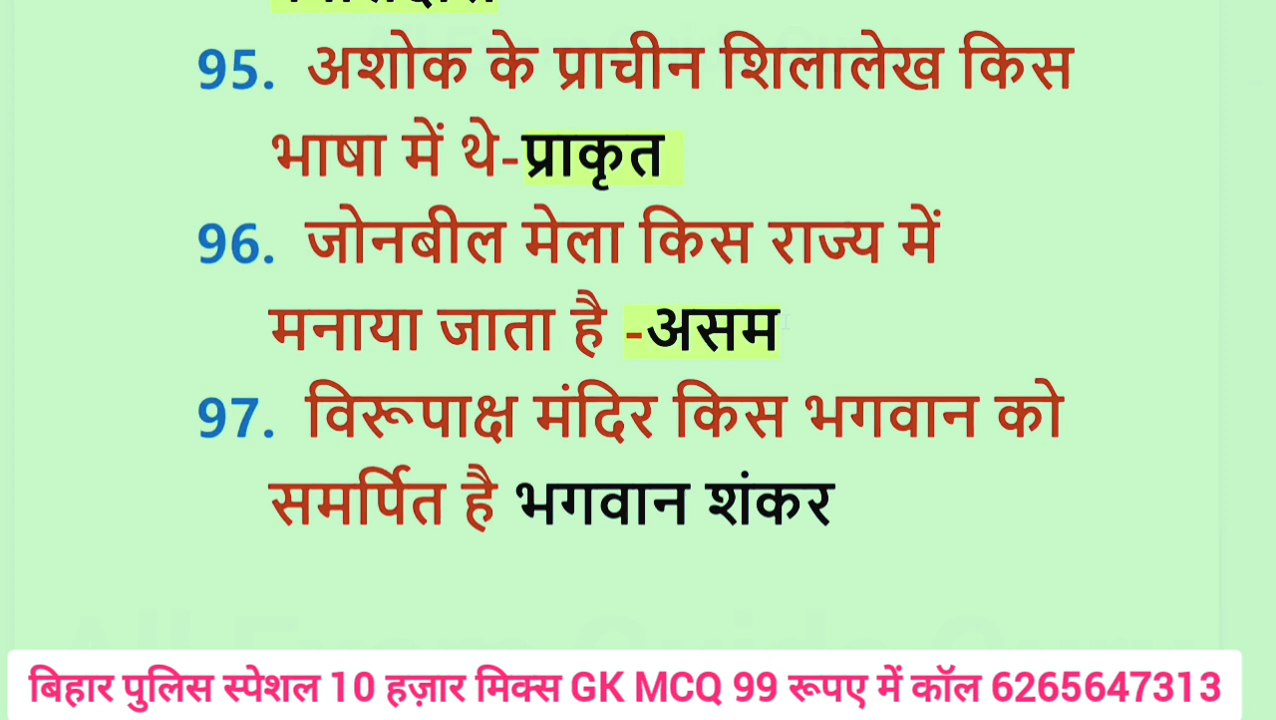 95. अशोक के प्राचीन शिलालेख किस
भाषा में थे-प्राकृत
96. जोनबील मेला किस राज्य में
मनाया जाता है -असम
97. विरूपाक्ष मंदिर किस भगवान को
समर्पित है भगवान शंकर
बिहार पुलिस स्पेशल 10 हज़ार मिक्स GK MCQ 99 रूपए में कॉल 6265647313